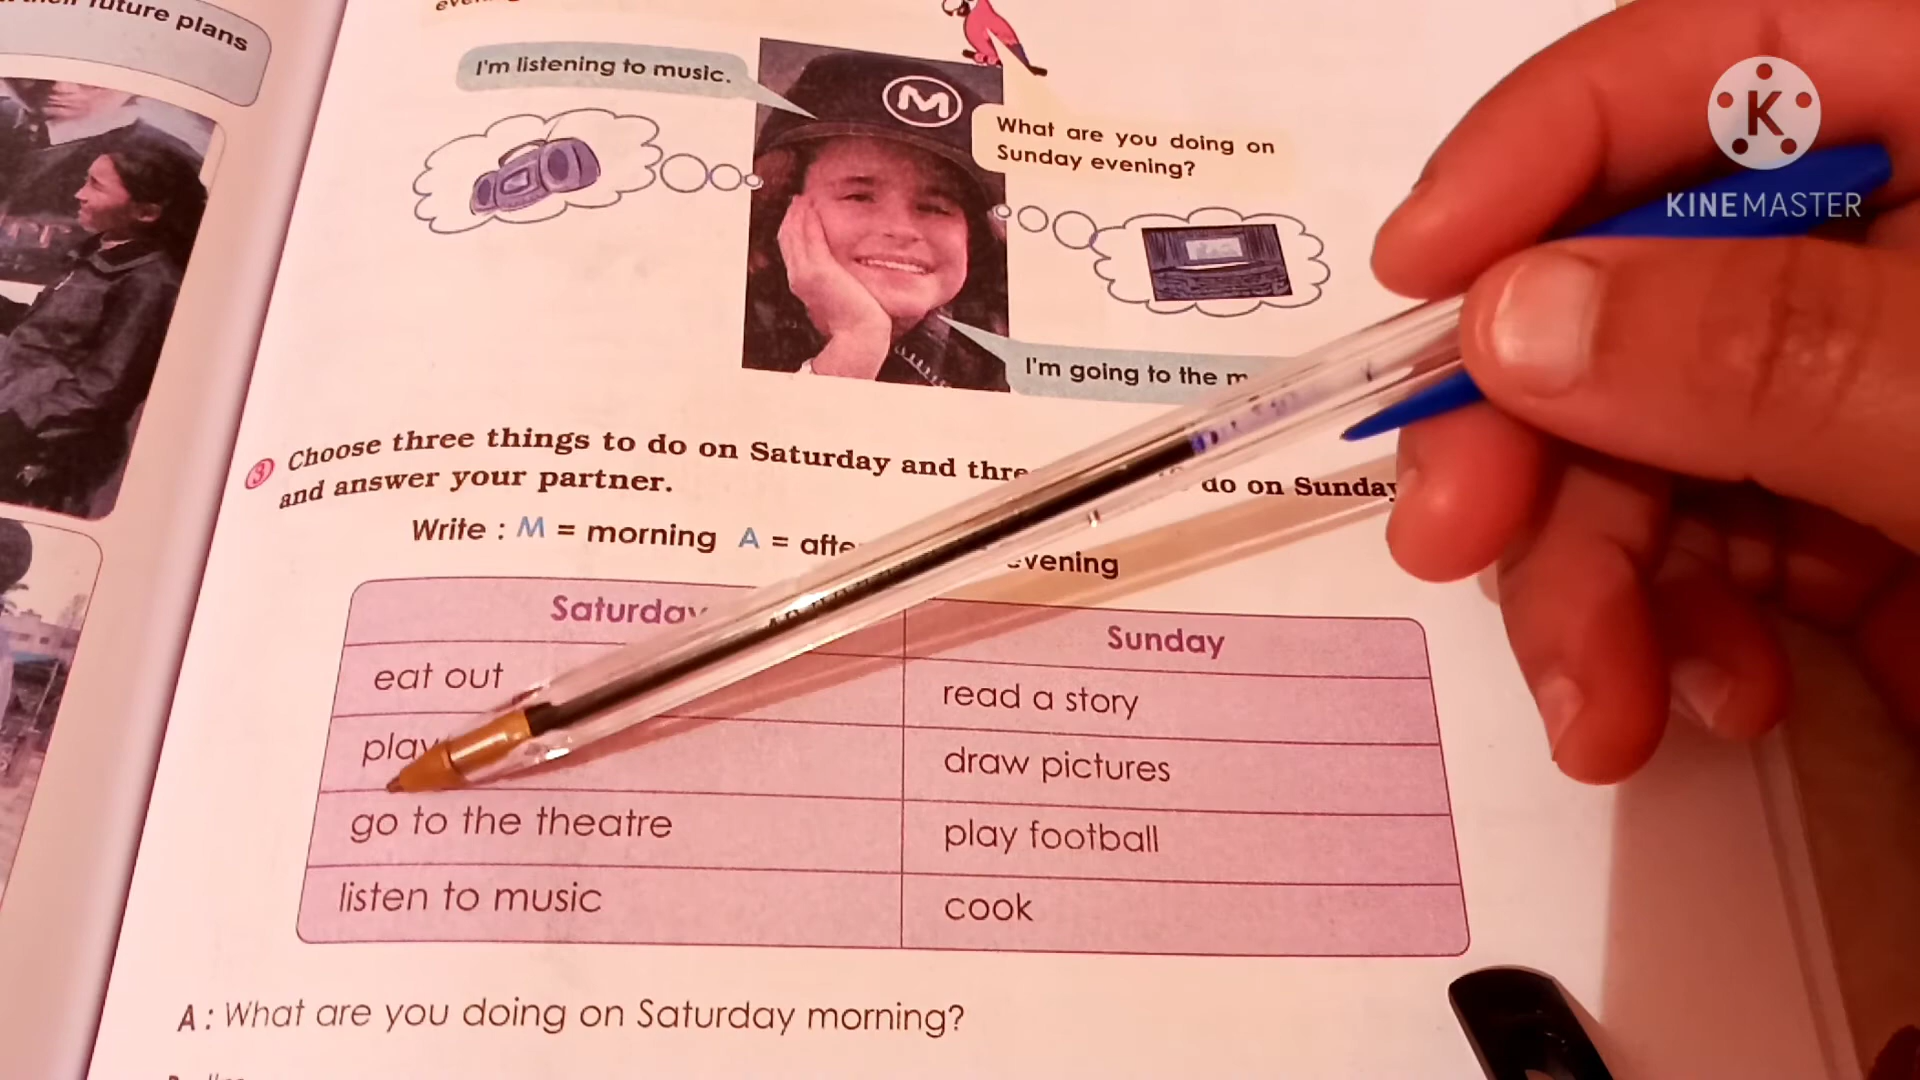 future plans
I'm listening to music.
M
What are you doing on
Sunday evening?
I'm going to the
K
KINEMASTER
3 Choose three things to do on Saturday and do on Sunday
and answer your partner.
Write : M = morning A =
Saturday
Sunday
eat out
read a story
play
draw pictures
go to the theatre
play football
listen to music
cook
A : What are you doing on Saturday morning?